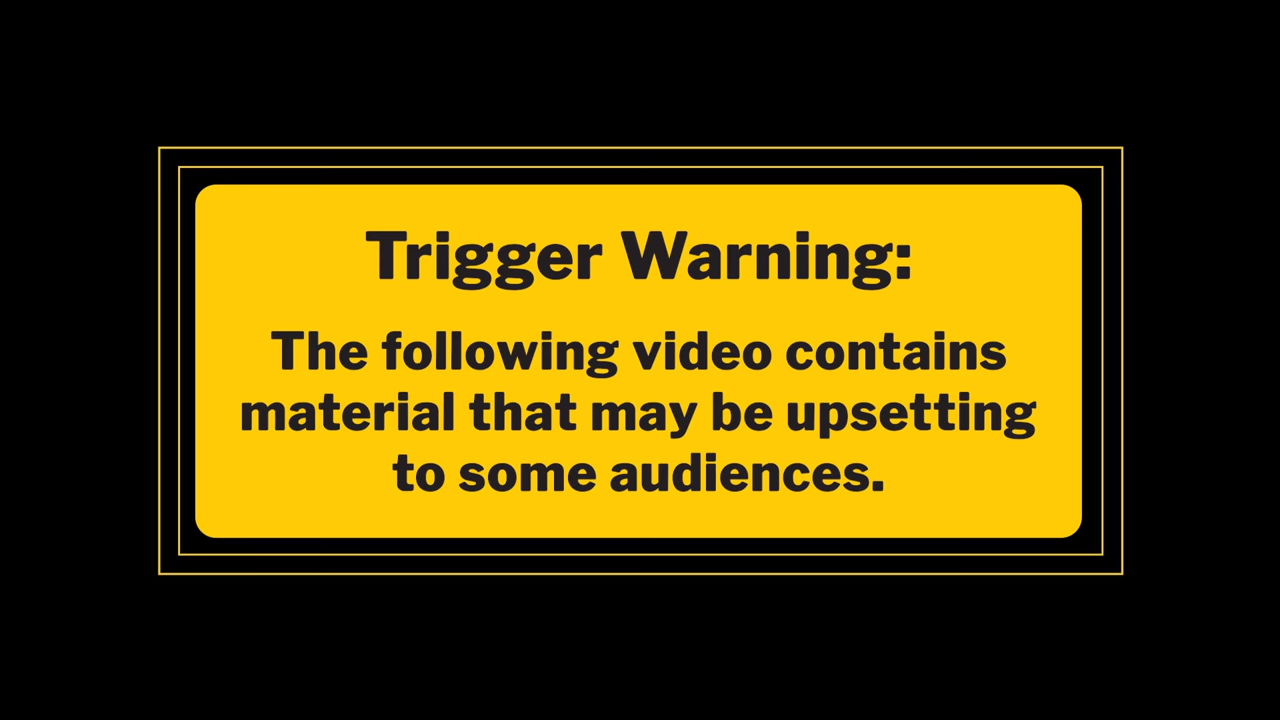 Trigger Warning:
The following video contains
material that may be upsetting
to some audiences.